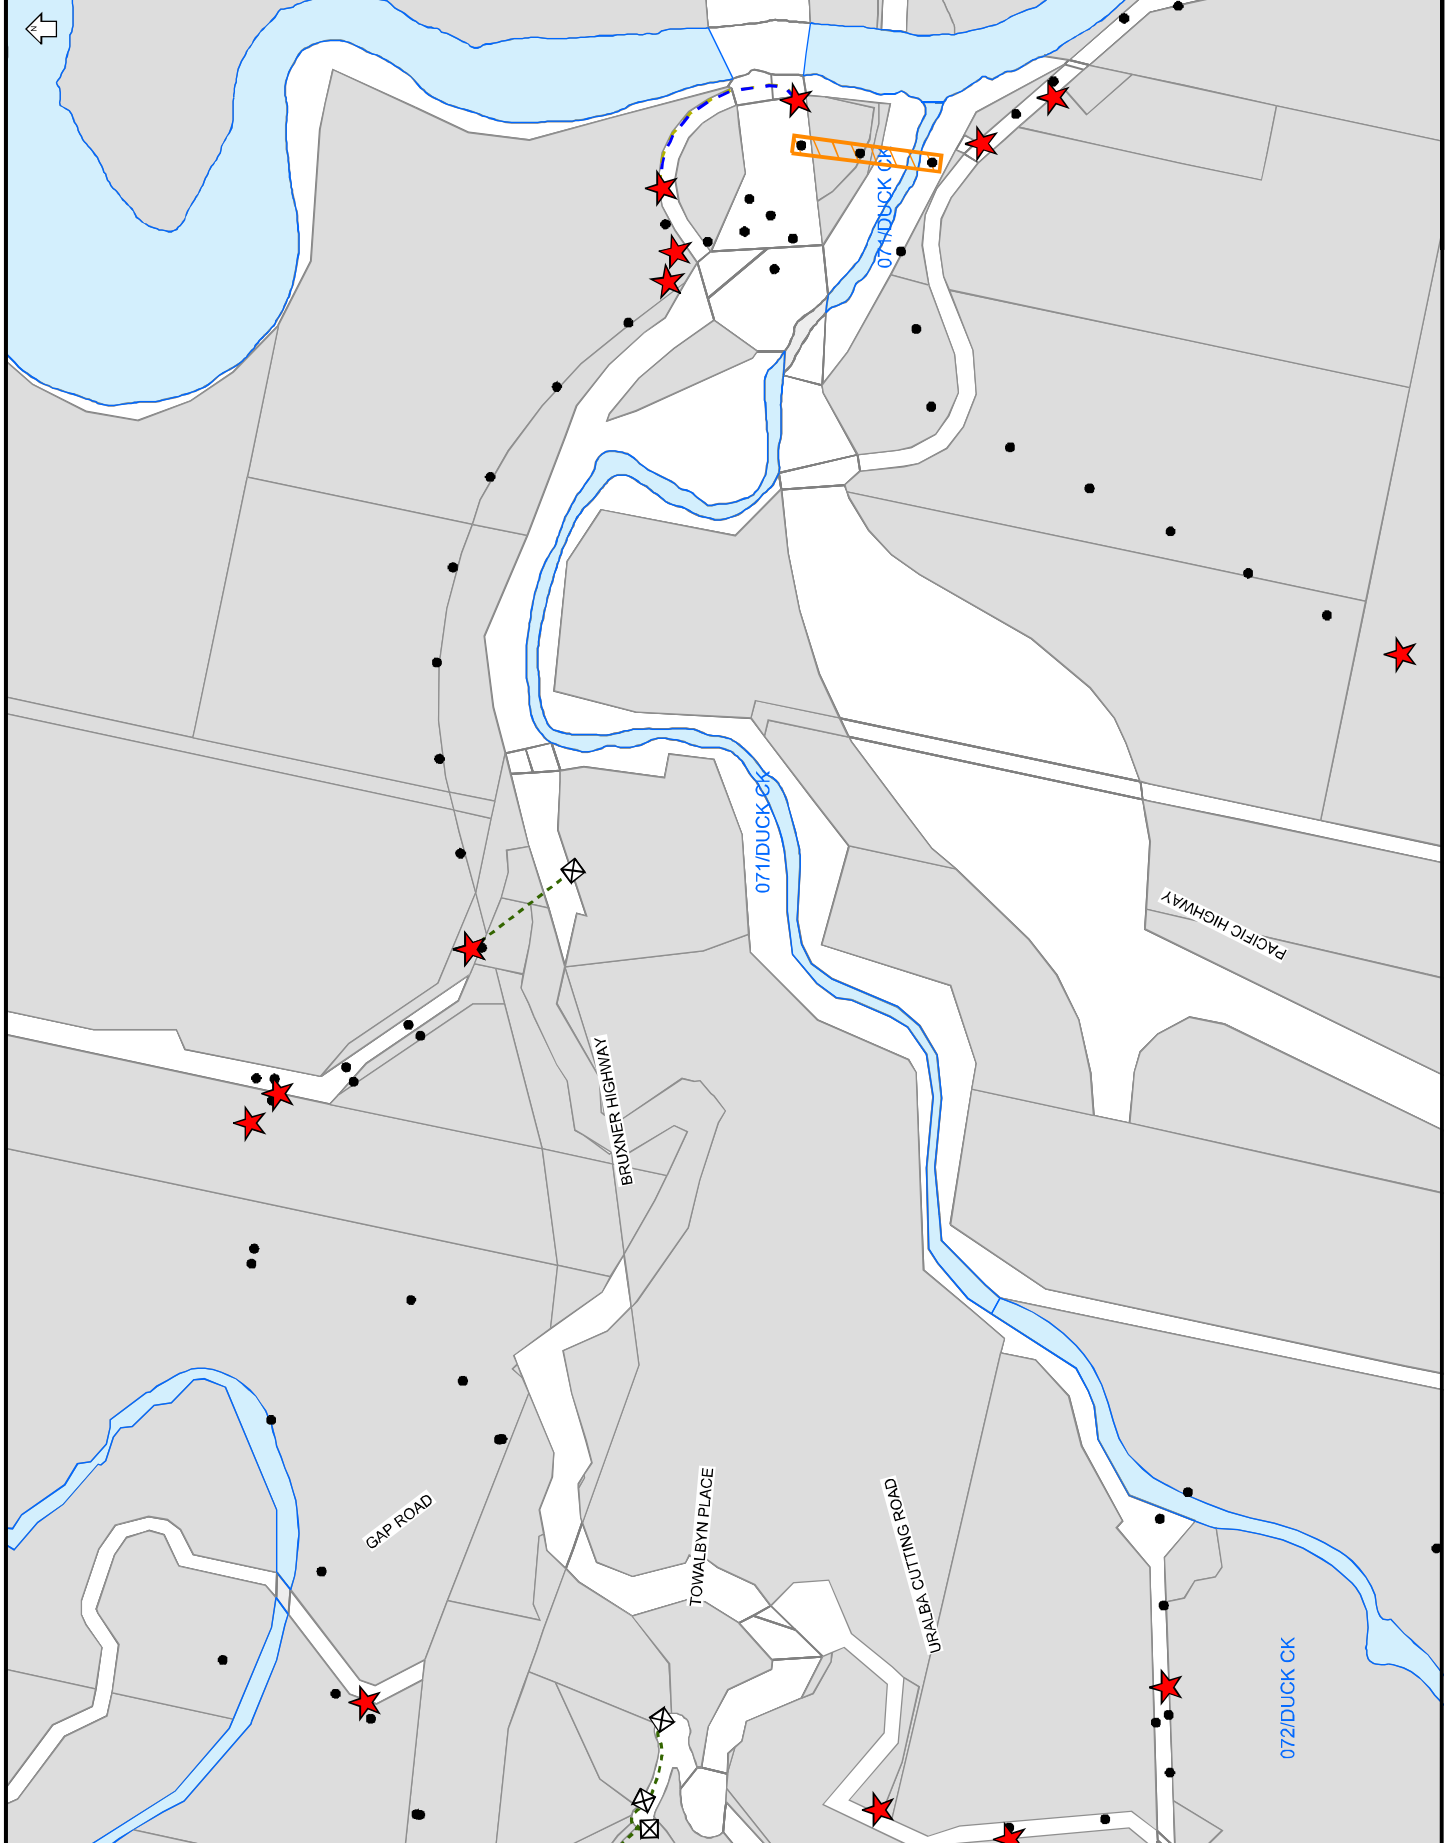 N
071/DUCK CK
071/DUCK CK
PACIFIC HIGHWAY
BRUXNER HIGHWAY
GAP ROAD
TOWALBYN PLACE
URALBA CUTTING ROAD
072/DUCK CK